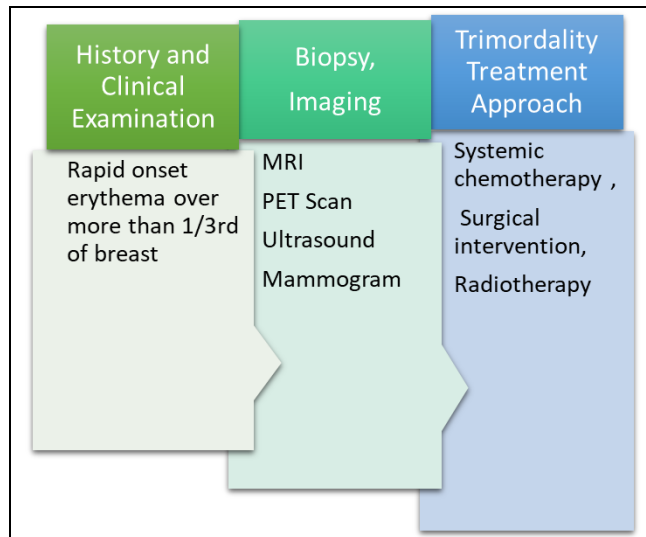 History and
Clinical
Examination
Rapid onset
erythema over
more than 1/3rd
of breast
Biopsy,
Imaging
MRI
PET Scan
Ultrasound
Mammogram
Trimordality
Treatment
Approach
Systemic
chemotherapy ,
Surgical
intervention,
Radiotherapy